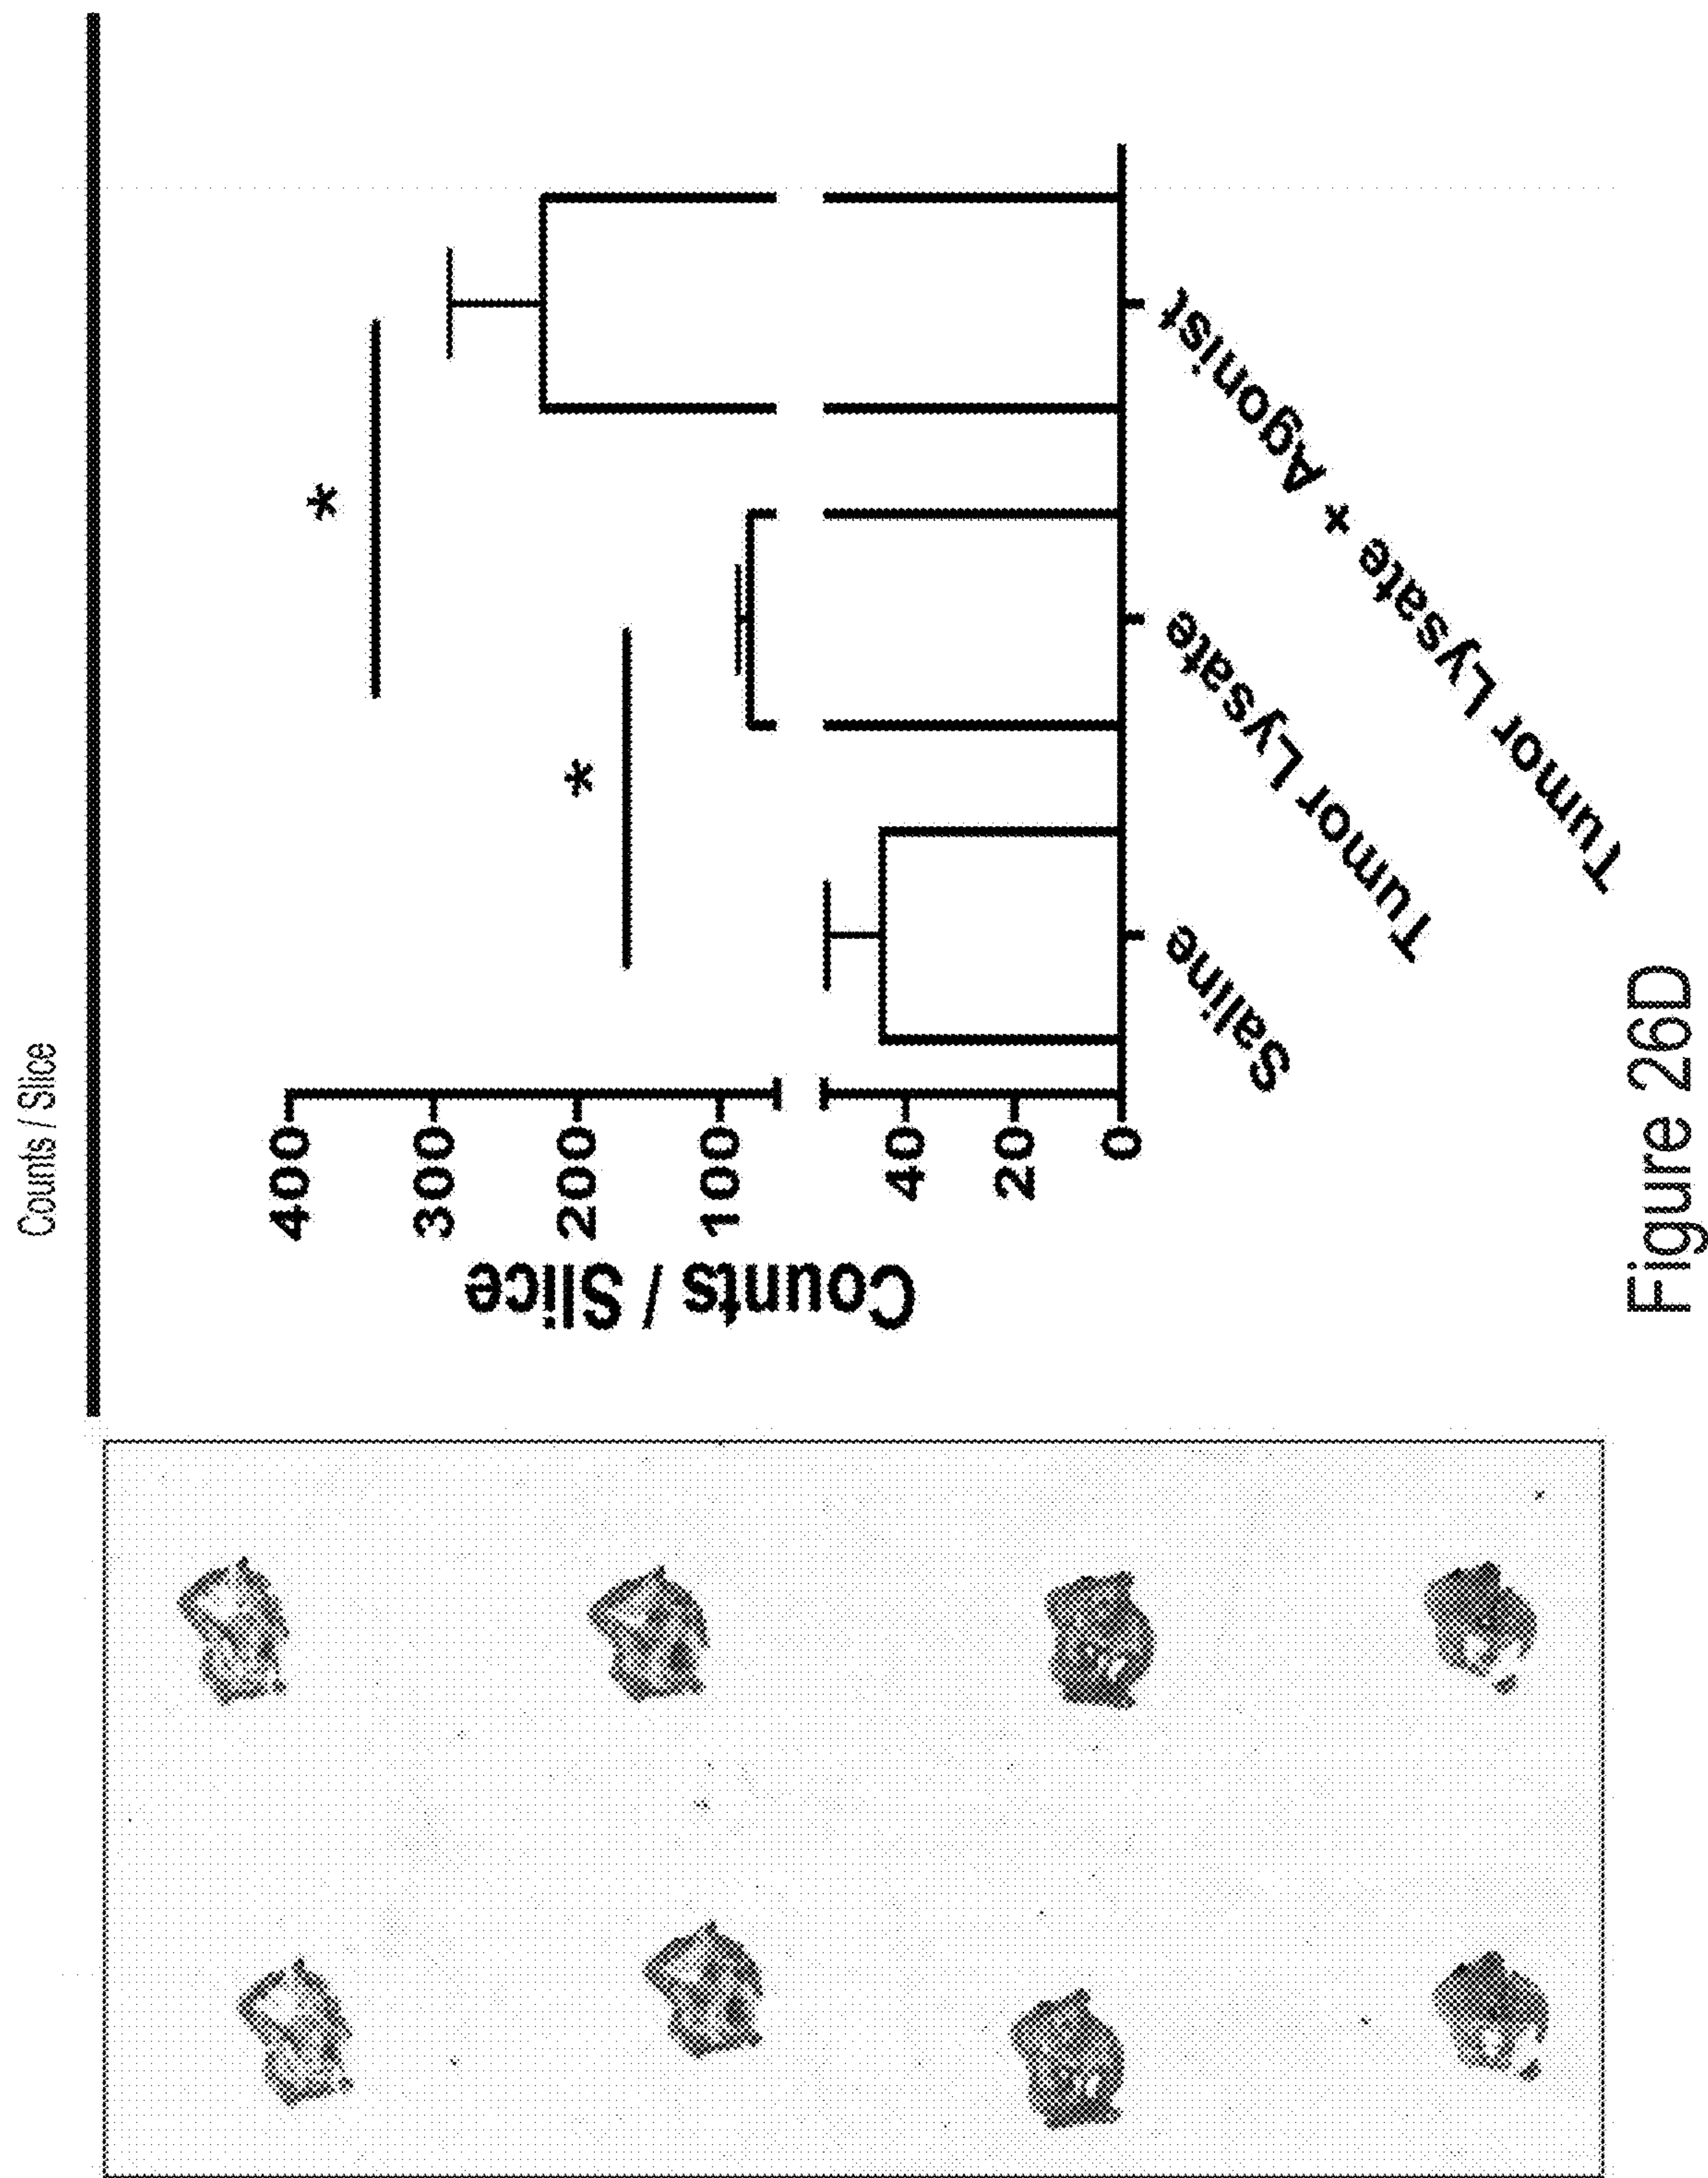 Counts / Slice
Counts / Slice
400
300
200
100
40
20
0
*
*
Saline
Tumor Lysate
Tumor Lysate + Agonist
Figure 26D